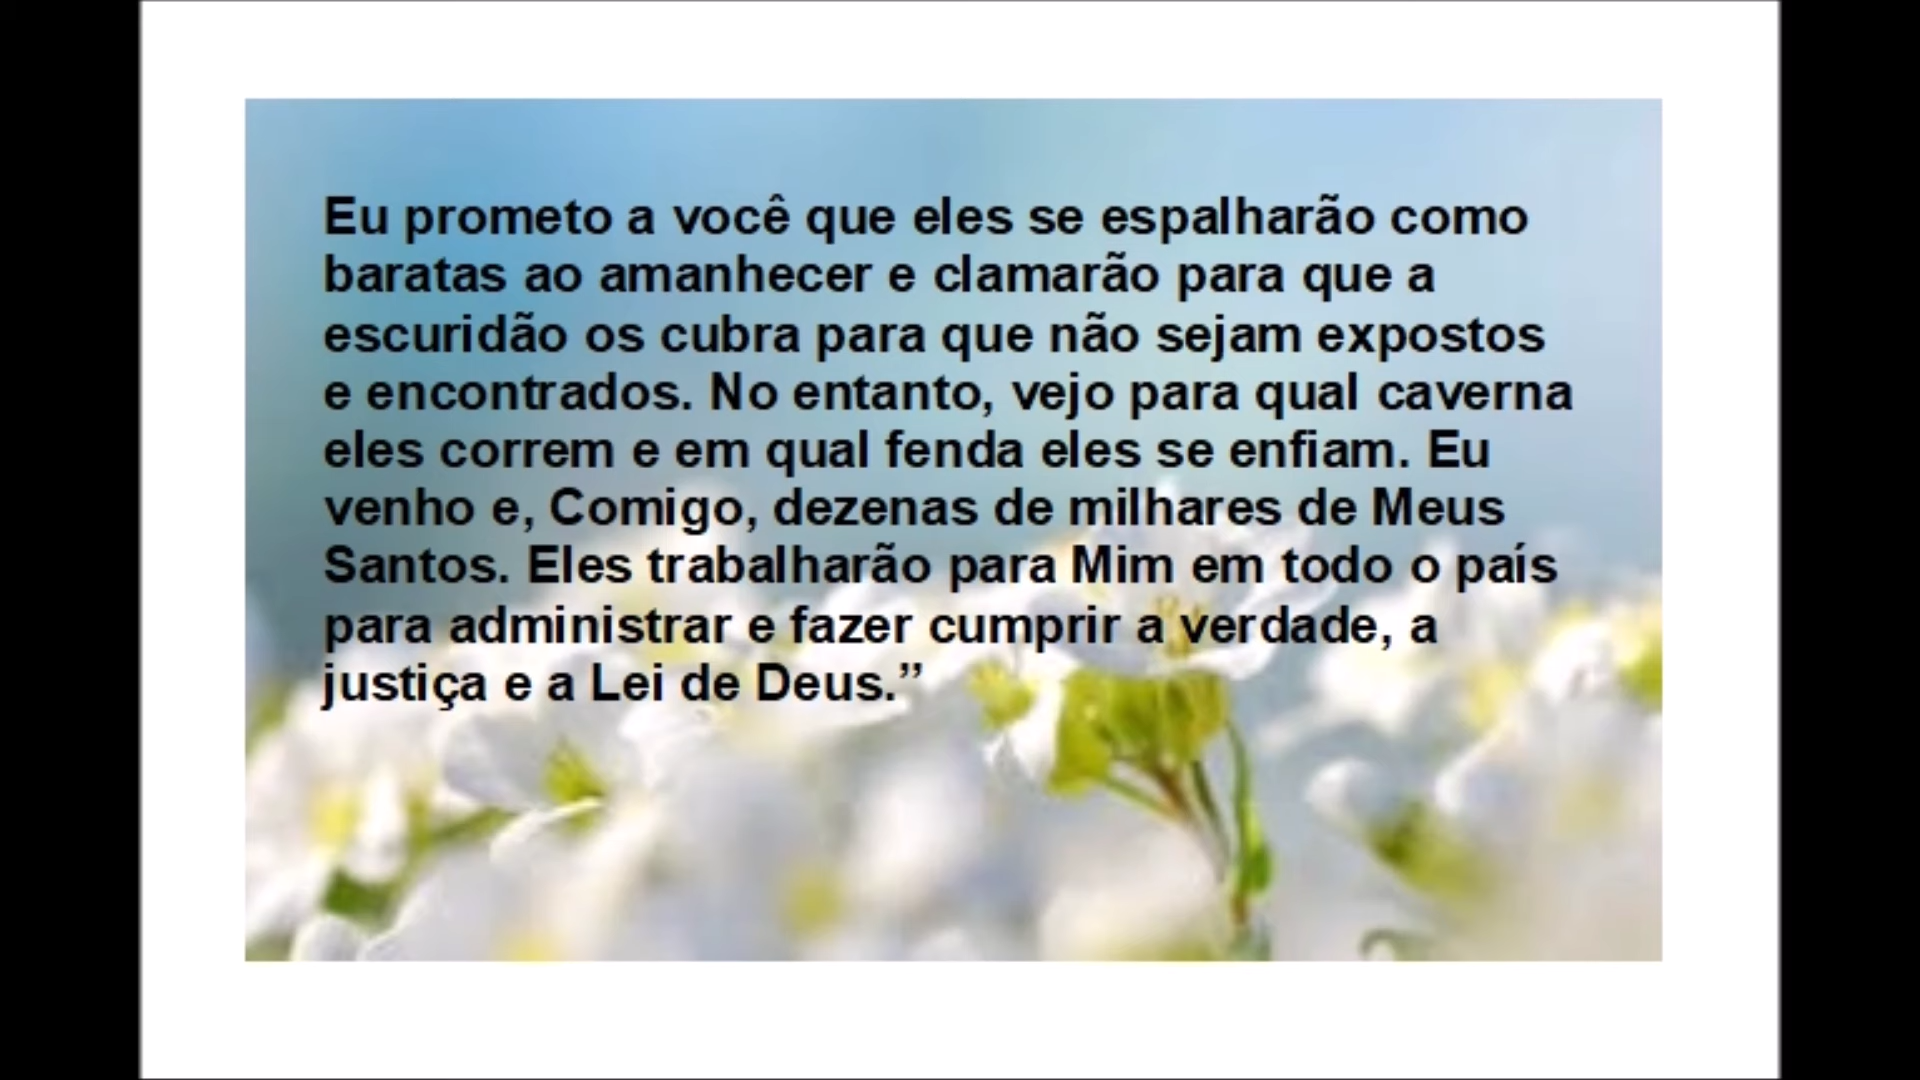 Eu prometo a você que eles se espalharão como
baratas ao amanhecer e clamarão para que a
escuridão os cubra para que não sejam expostos
e encontrados. No entanto, vejo para qual caverna
eles correm e em qual fenda eles se enfiam. Eu
venho e, Comigo, dezenas de milhares de Meus
Santos. Eles trabalharão para Mim em todo o país
para administrar e fazer cumprir a verdade, a
justiça e a Lei de Deus.”